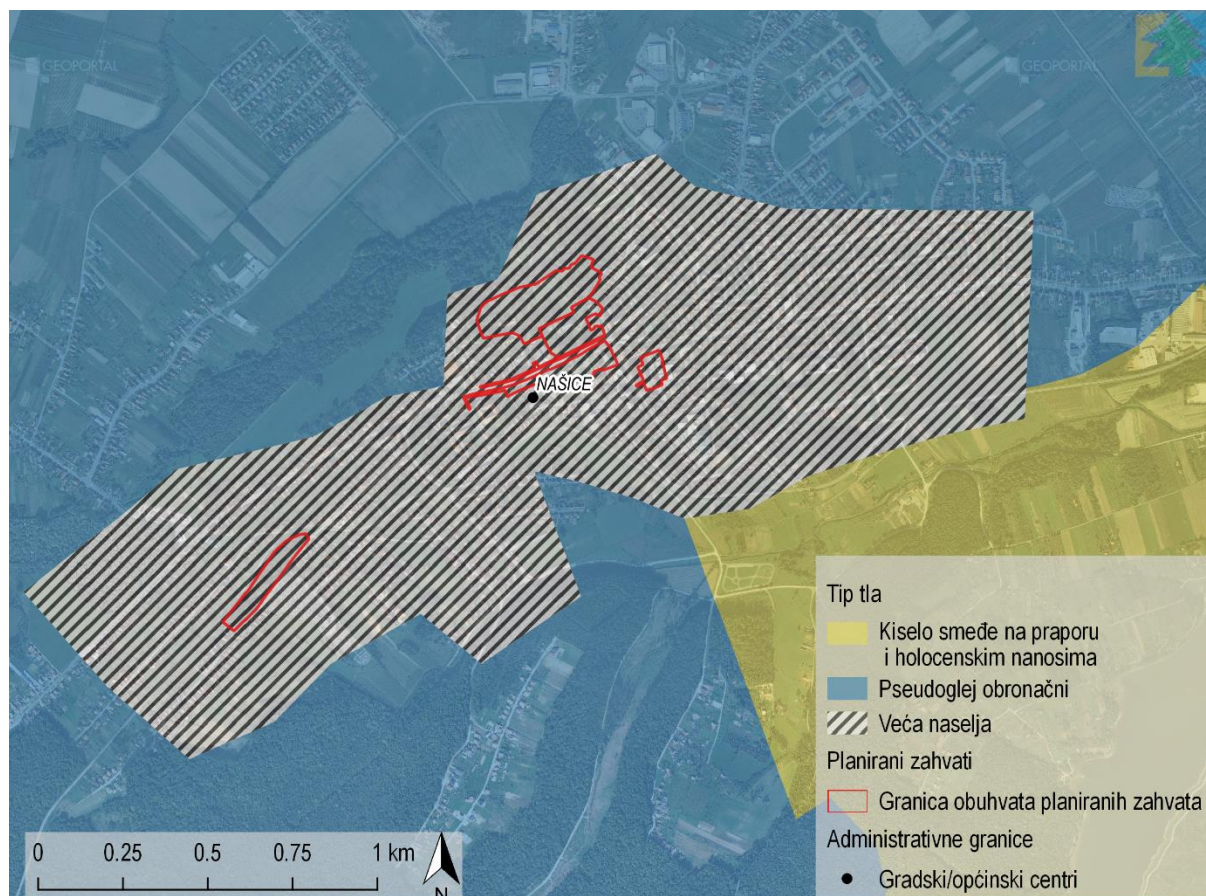 GEOPORTAL
GEOPORTAL
NAŠICE
Tip tla
Kiselo smeđe na praporu
i holocenskim nanosima
Pseudoglej obronačni
Veća naselja
Planirani zahvati
Granica obuhvata planiranih zahvata
Administrativne granice
Gradski/općinski centri
0 0.25 0.5 0.75 1 km
N